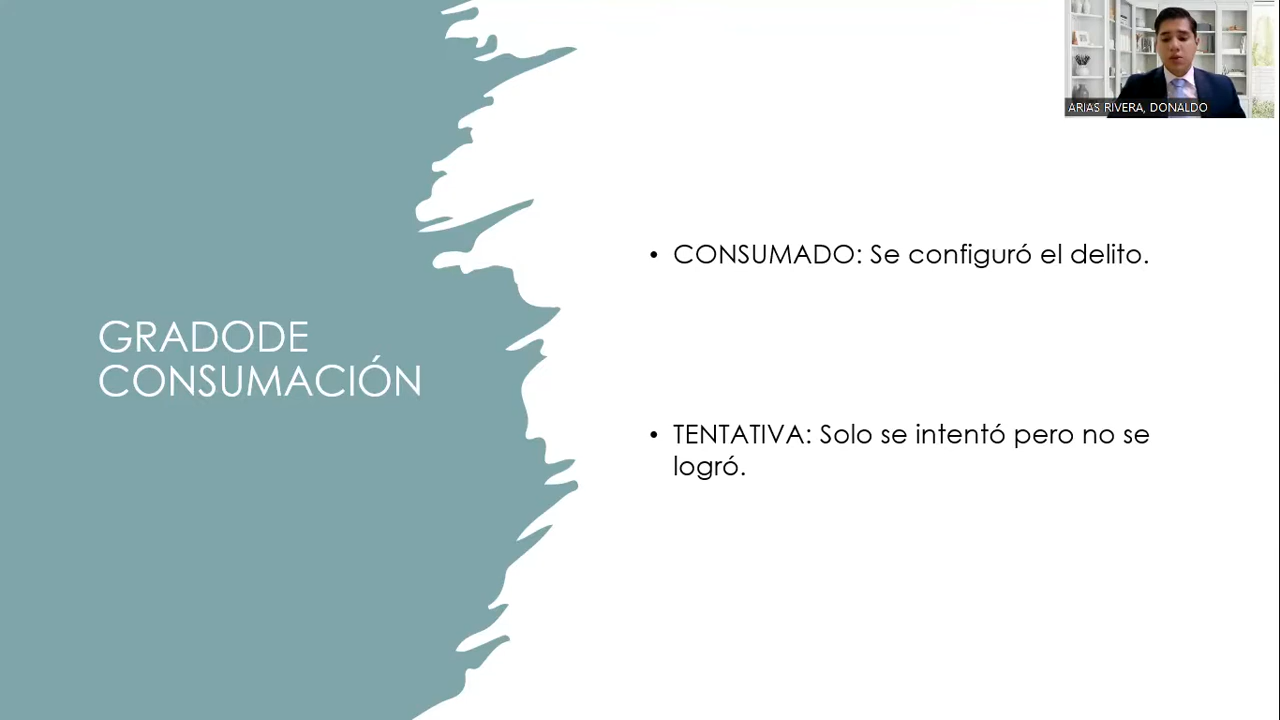 ARIAS RIVERA, DONALDO
GRADODE
CONSUMACIÓN
• CONSUMADO: Se configuró el delito.
• TENTATIVA: Solo se intentó pero no se
logró.